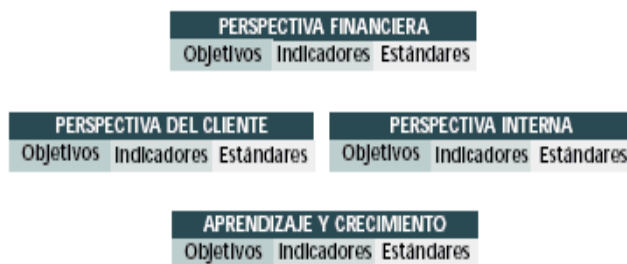 PERSPECTIVA FINANCIERA
Objetivos Indicadores Estándares
PERSPECTIVA DEL CLIENTE
Objetivos Indicadores Estándares
PERSPECTIVA INTERNA
Objetivos Indicadores Estándares
APRENDIZAJE Y CRECIMIENTO
Objetivos Indicadores Estándares